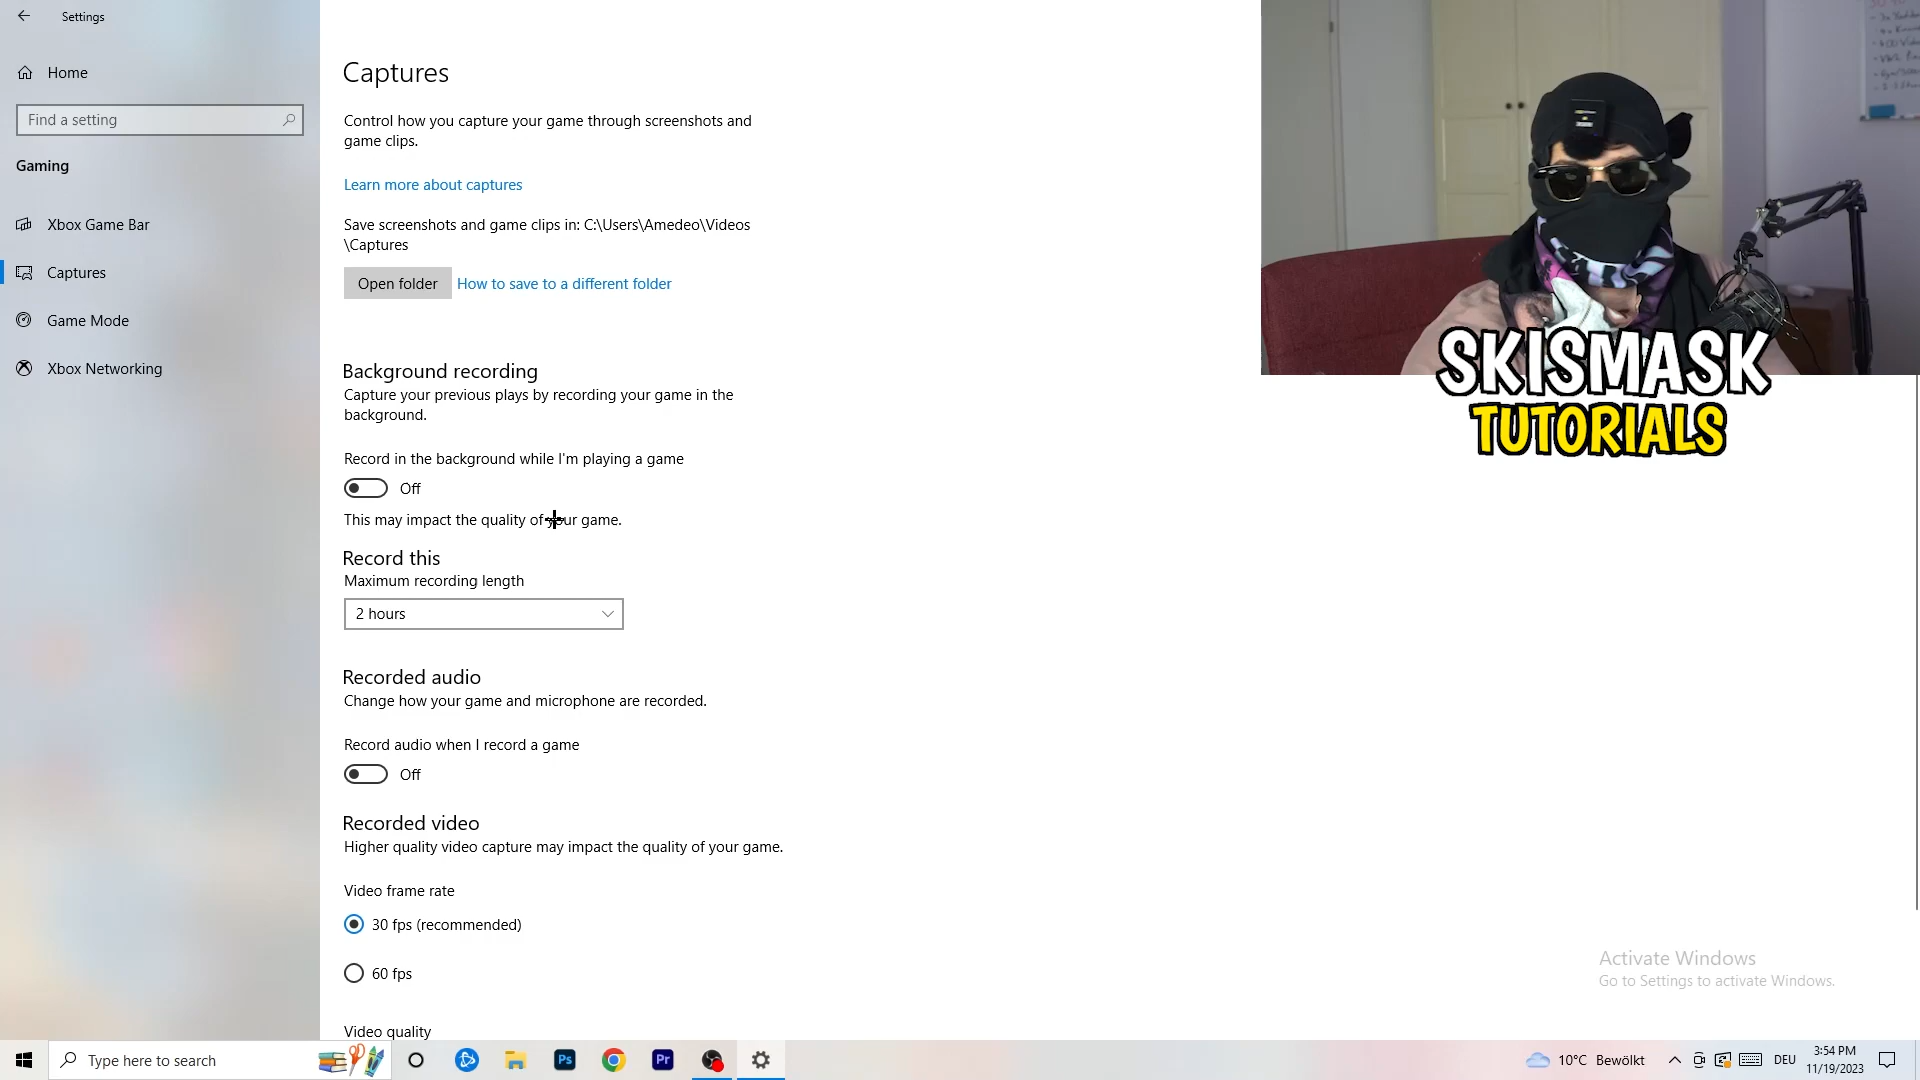 Settings
Home
Find a setting
Gaming
Xbox Game Bar
Captures
Game Mode
Xbox Networking
Captures
Control how you capture your game through screenshots and
game clips.
Learn more about captures
Save screenshots and game clips in: C:\Users\Amedeo\Videos
\Captures
Open folder
How to save to a different folder
Background recording
Capture your previous plays by recording your game in the
background.
Record in the background while I'm playing a game
Off
This may impact the quality of your game.
Record this
Maximum recording length
2 hours
Recorded audio
Change how your game and microphone are recorded.
Record audio when I record a game
Off
Recorded video
Higher quality video capture may impact the quality of your game.
Video frame rate
30 fps (recommended)
60 fps
Video quality
SKISMASK
TUTORIALS
Activate Windows
Go to Settings to activate Windows.
Type here to search
Ps
Pr
10°C Bewölkt
DEU
3:54 PM
11/19/2023